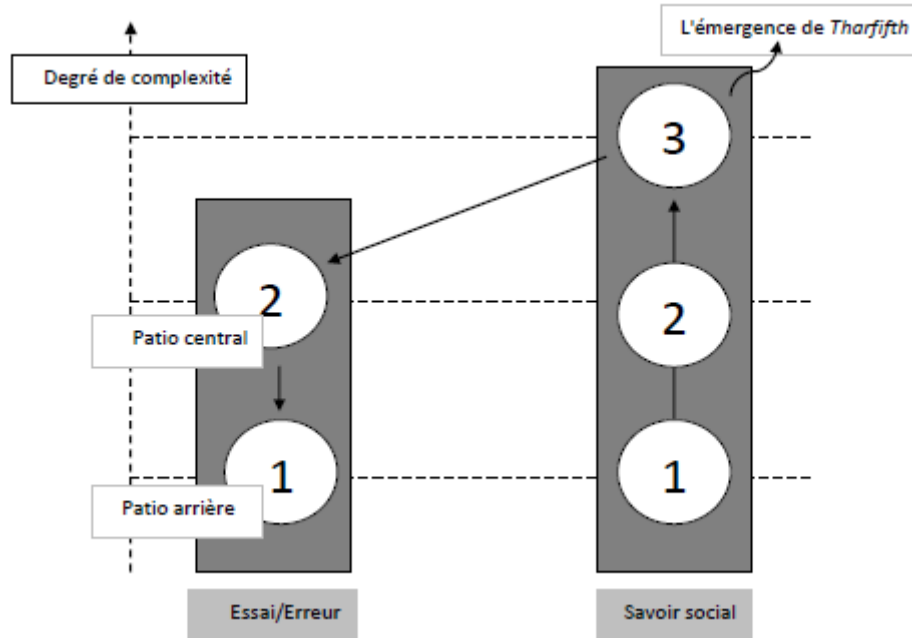 L'émergence de Tharfifth
Degré de complexité
3
2
2
Patio central
1
1
Patio arrière
Essai/Erreur
Savoir social